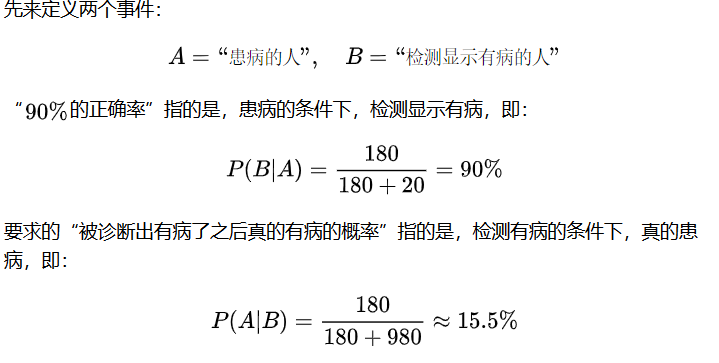 先来定义两个事件：
A = “患病的人”， B = “检测显示有病的人”
“90%的正确率”指的是，患病的条件下，检测显示有病，即：
P(B|A) = 180 / (180 + 20) = 90%
要求的“被诊断出有病了之后真的有病的概率”指的是，检测有病的条件下，真的患
病，即：
P(A|B) = 180 / (180 + 980) ≈ 15.5%